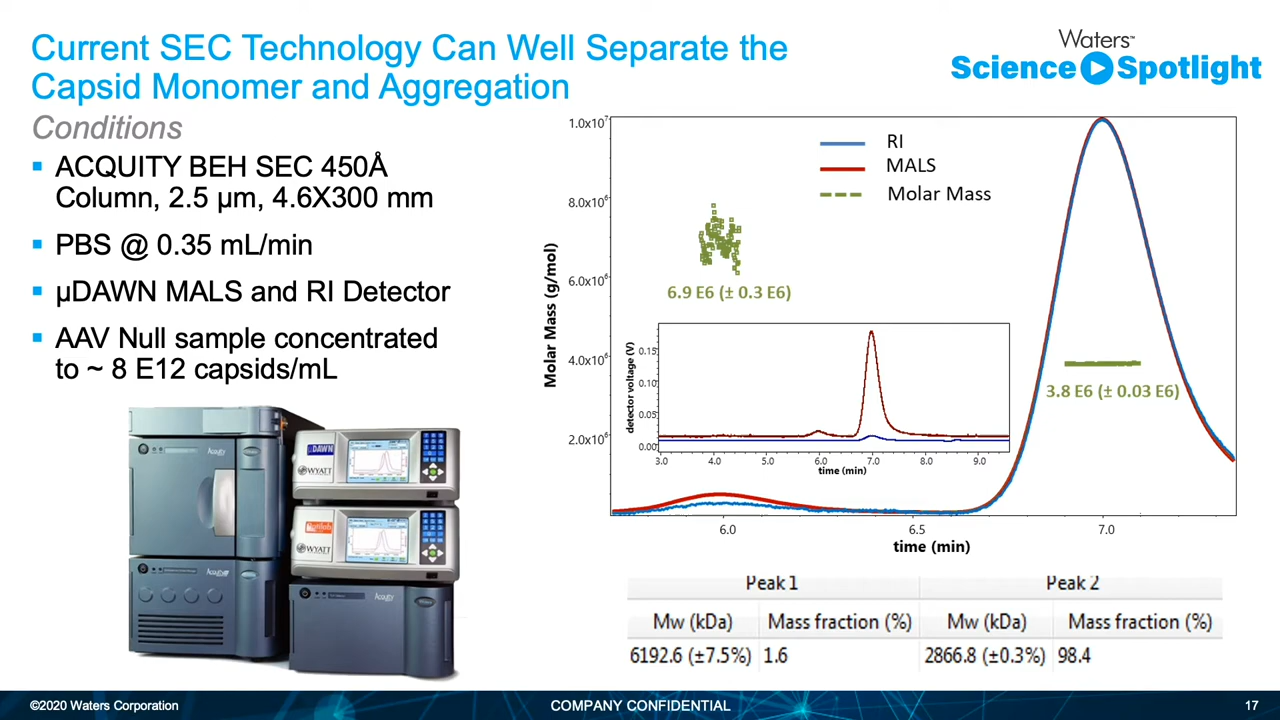 Current SEC Technology Can Well Separate the
Capsid Monomer and Aggregation
Waters™
Science Spotlight
Conditions
▪ ACQUITY BEH SEC 450Å
Column, 2.5 µm, 4.6X300 mm
▪ PBS @ 0.35 mL/min
▪ µDAWN MALS and RI Detector
▪ AAV Null sample concentrated
to ~ 8 E12 capsids/mL
µDAWN
WYATT
WYATT
Acquity
Acquity
Acquity
Molar Mass (g/mol)
1.0x10⁷
8.0x10⁶
6.0x10⁶
4.0x10⁶
2.0x10⁶
RI
MALS
Molar Mass
6.9 E6 (± 0.3 E6)
3.8 E6 (± 0.03 E6)
detector voltage (V)
0.15
0.10
0.05
0.00
3.0 4.0 5.0 6.0 7.0 8.0 9.0
time (min)
6.0 6.5 7.0
time (min)
Peak 1 Peak 2
Mw (kDa) Mass fraction (%) Mw (kDa) Mass fraction (%)
6192.6 (±7.5%) 1.6 2866.8 (±0.3%) 98.4
©2020 Waters Corporation
COMPANY CONFIDENTIAL
17